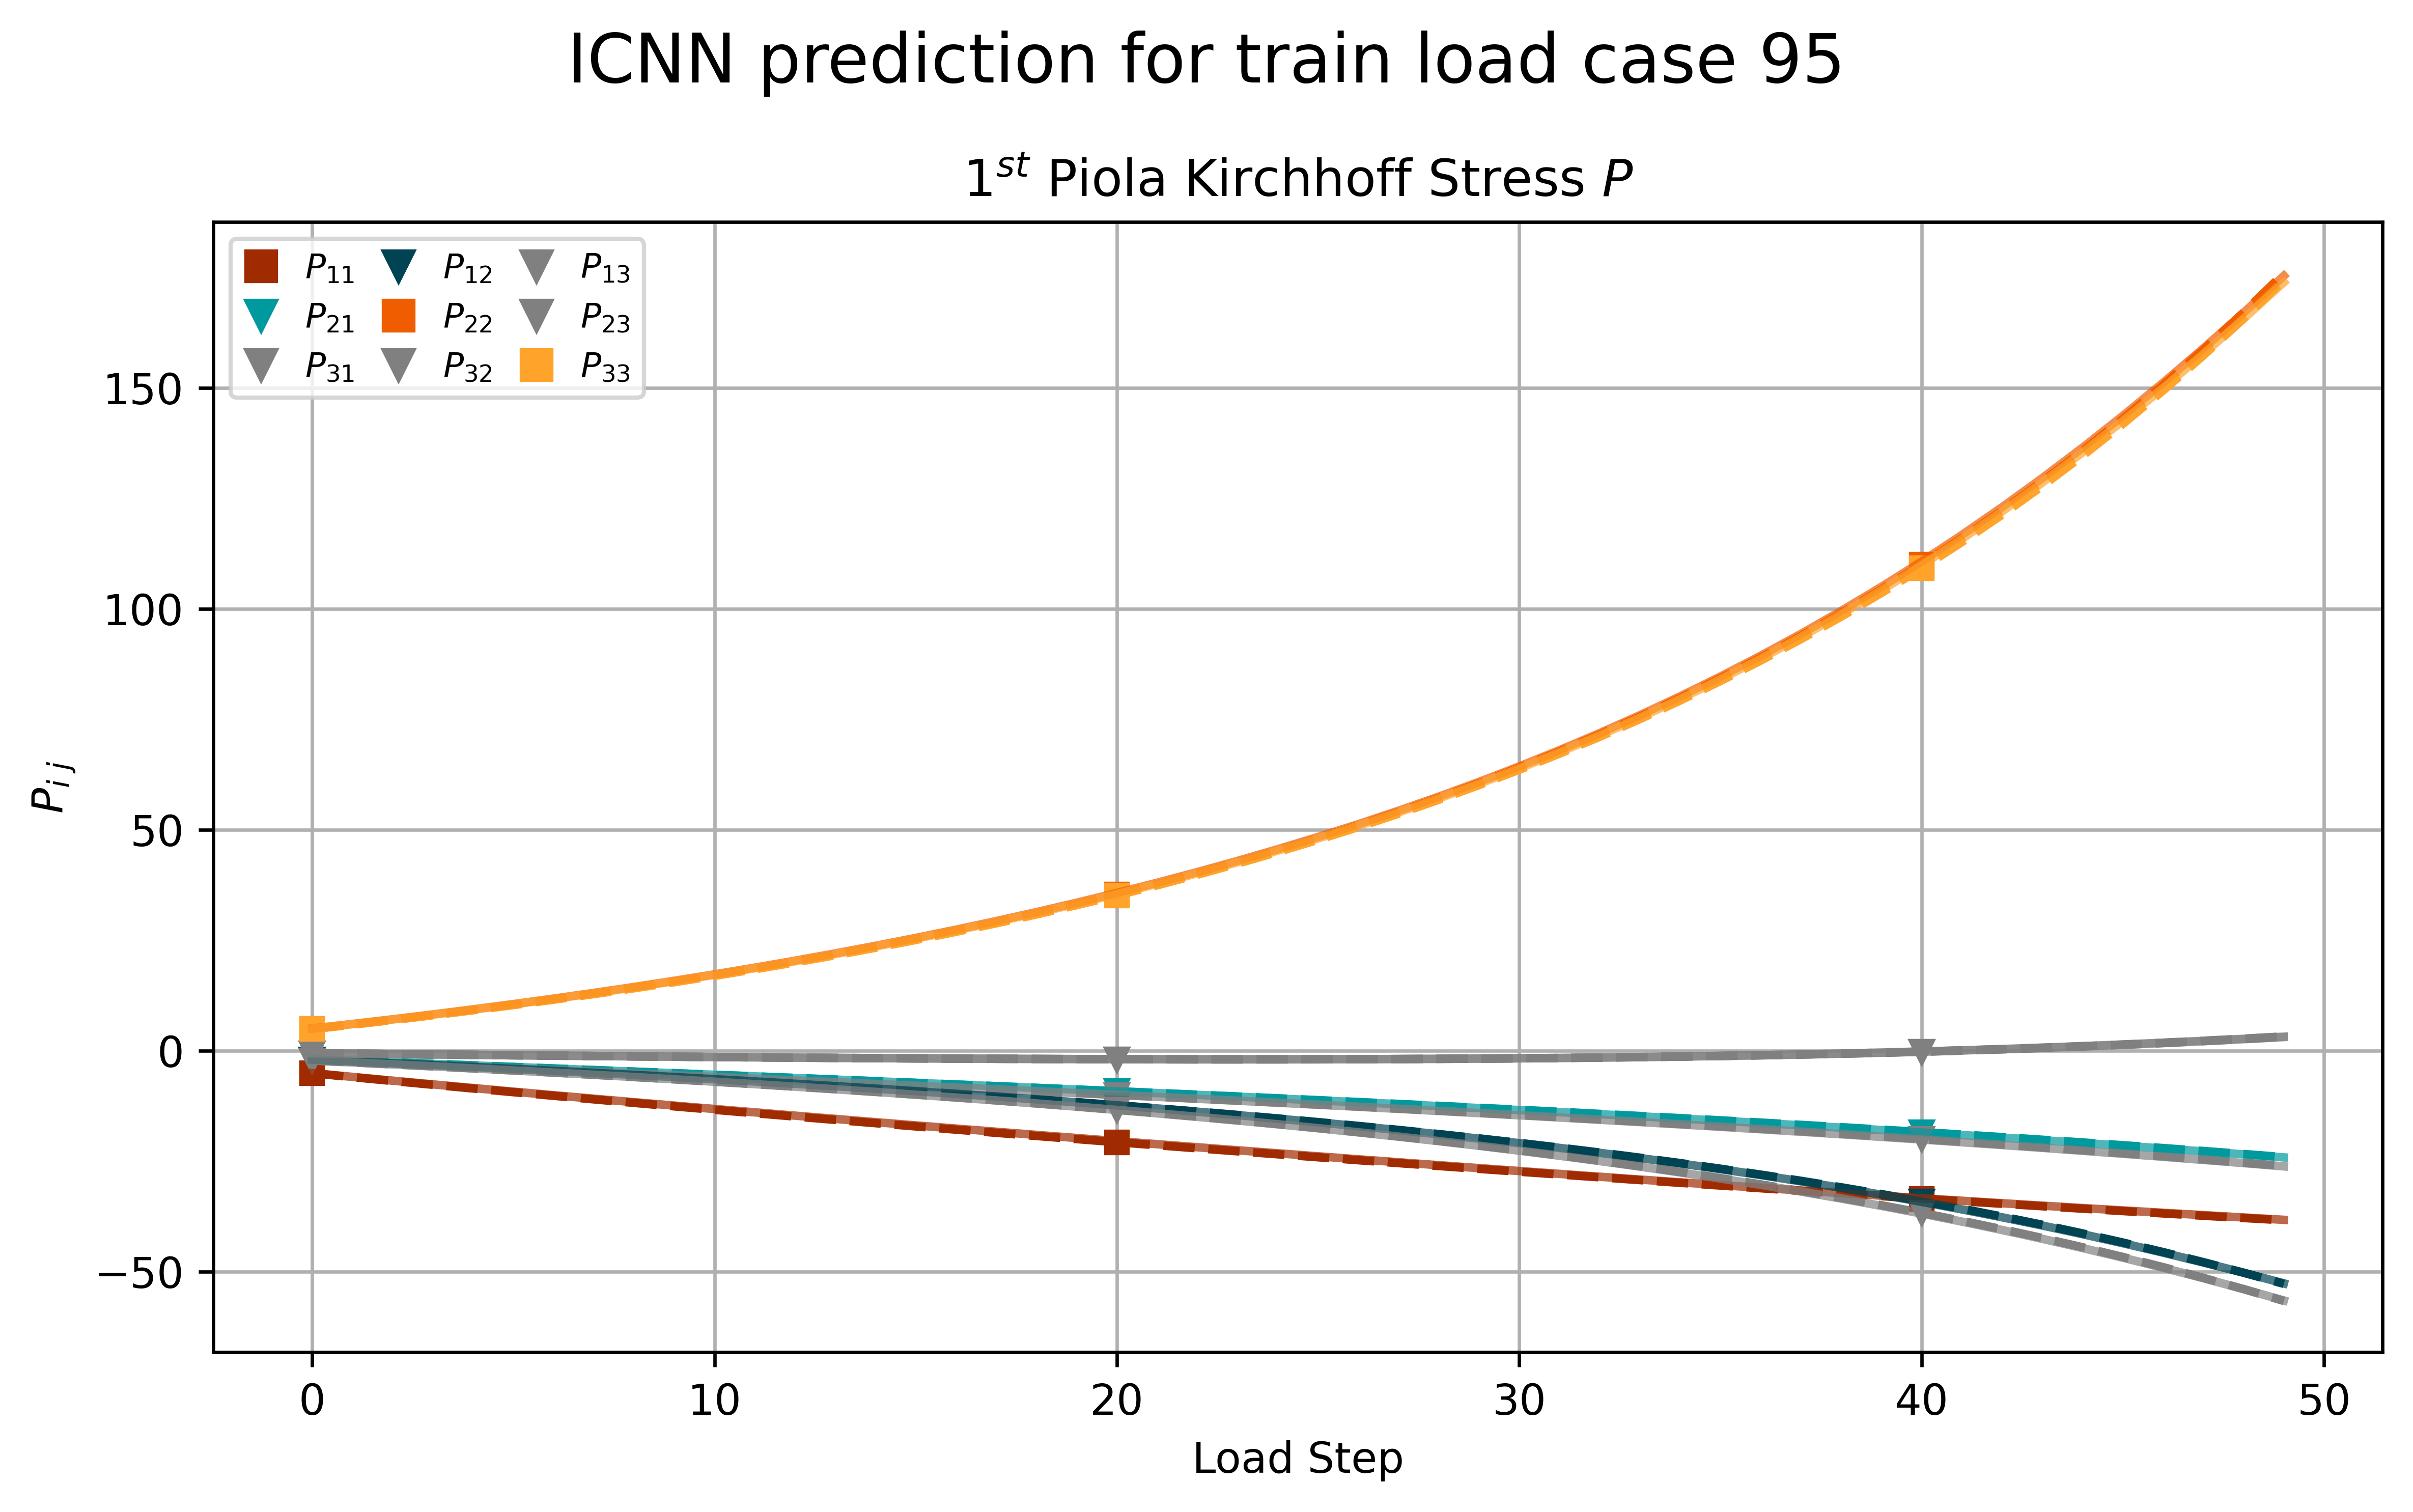 ICNN prediction for train load case 95
1ˢᵗ Piola Kirchhoff Stress P
P₁₁ P₁₂ P₁₃
P₂₁ P₂₂ P₂₃
P₃₁ P₃₂ P₃₃
150
100
50
0
−50
P_{i j}
0 10 20 30 40 50
Load Step